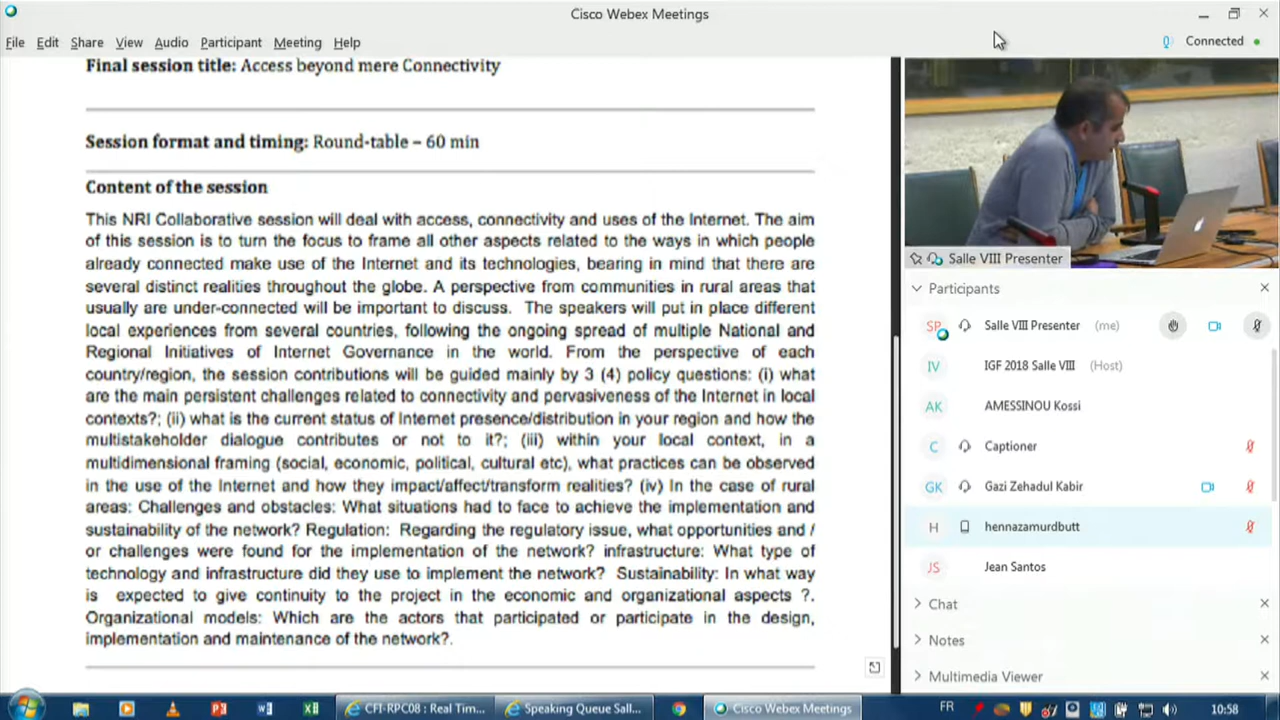 Cisco Webex Meetings
File Edit Share View Audio Participant Meeting Help
Connected
Final session title: Access beyond mere Connectivity
Session format and timing: Round-table – 60 min
Content of the session
This NRI Collaborative session will deal with access, connectivity and uses of the Internet. The aim
of this session is to turn the focus to frame all other aspects related to the ways in which people
already connected make use of the Internet and its technologies, bearing in mind that there are
several distinct realities throughout the globe. A perspective from communities in rural areas that
usually are under-connected will be important to discuss. The speakers will put in place different
local experiences from several countries, following the ongoing spread of multiple National and
Regional Initiatives of Internet Governance in the world. From the perspective of each
country/region, the session contributions will be guided mainly by 3 (4) policy questions: (i) what
are the main persistent challenges related to connectivity and pervasiveness of the Internet in local
contexts?; (ii) what is the current status of Internet presence/distribution in your region and how the
multistakeholder dialogue contributes or not to it?; (iii) within your local context, in a
multidimensional framing (social, economic, political, cultural etc), what practices can be observed
in the use of the Internet and how they impact/affect/transform realities? (iv) In the case of rural
areas: Challenges and obstacles: What situations had to face to achieve the implementation and
sustainability of the network? Regulation: Regarding the regulatory issue, what opportunities and /
or challenges were found for the implementation of the network? infrastructure: What type of
technology and infrastructure did they use to implement the network? Sustainability: In what way
is expected to give continuity to the project in the economic and organizational aspects ?.
Organizational models: Which are the actors that participated or participate in the design,
implementation and maintenance of the network?.
Salle VIII Presenter
Participants
SP Salle VIII Presenter (me)
IV IGF 2018 Salle VIII (Host)
AK AMESSINOU Kossi
C Captioner
GK Gazi Zehadul Kabir
H hennazamurdbutt
JS Jean Santos
Chat
Notes
Multimedia Viewer
CFI-RPC08 : Real Tim...
Speaking Queue Sall...
Cisco Webex Meetings
FR
10:58